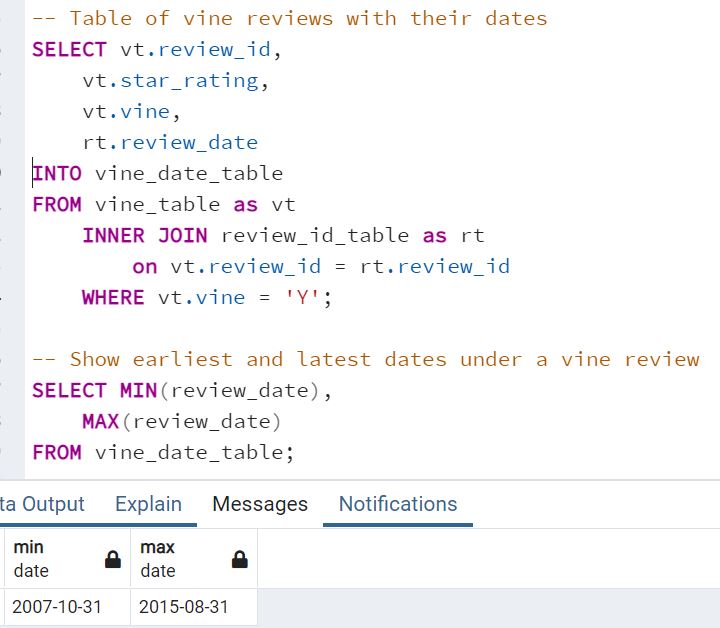 -- Table of vine reviews with their dates
SELECT vt.review_id,
    vt.star_rating,
    vt.vine,
    rt.review_date
INTO vine_date_table
FROM vine_table as vt
    INNER JOIN review_id_table as rt
        on vt.review_id = rt.review_id
    WHERE vt.vine = 'Y';
-- Show earliest and latest dates under a vine review
SELECT MIN(review_date),
    MAX(review_date)
FROM vine_date_table;
ta Output Explain Messages Notifications
min max
date date
2007-10-31 2015-08-31